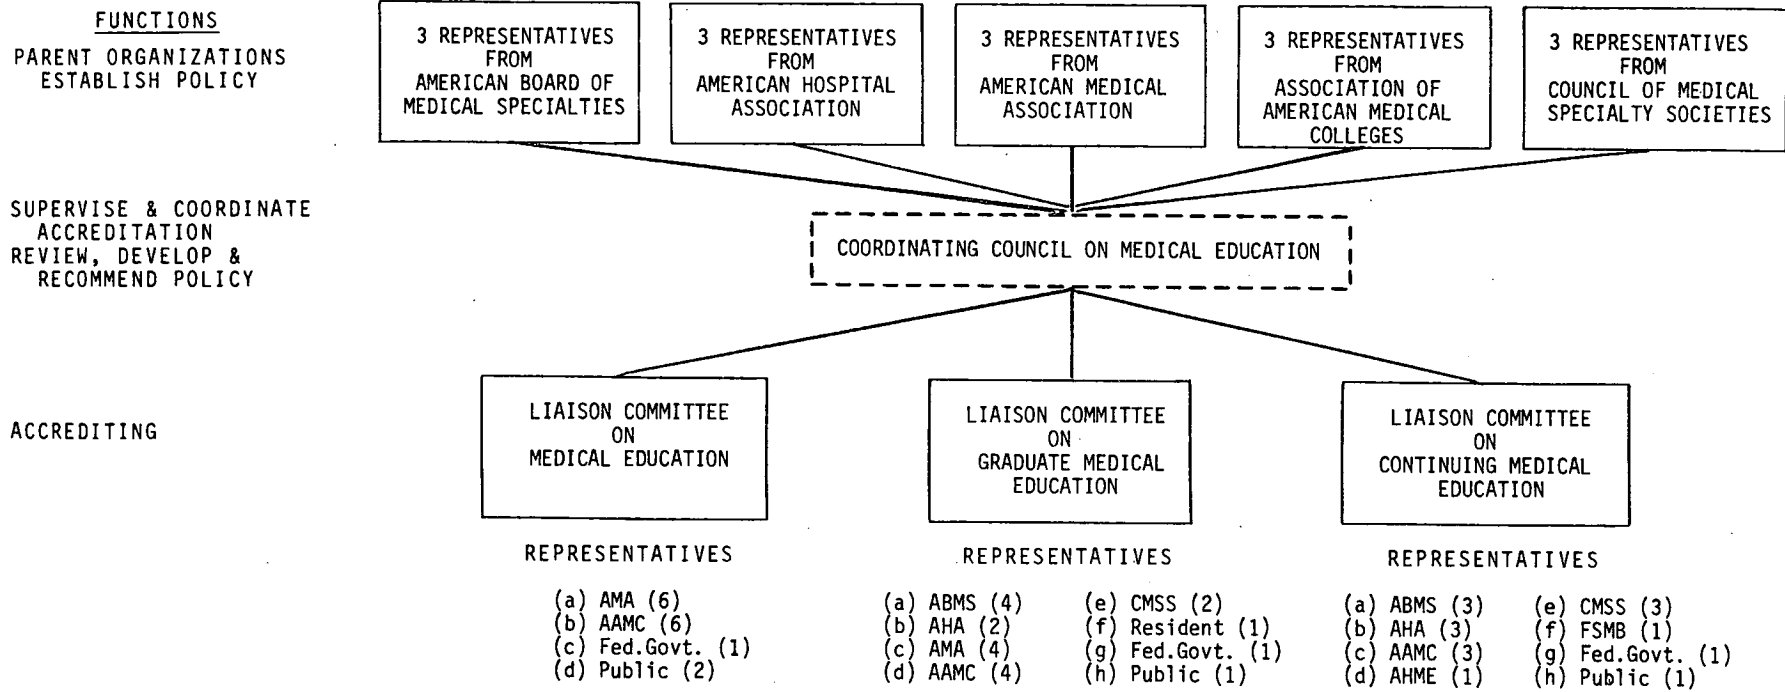 FUNCTIONS
PARENT ORGANIZATIONS
ESTABLISH POLICY
3 REPRESENTATIVES
FROM
AMERICAN BOARD OF
MEDICAL SPECIALTIES
3 REPRESENTATIVES
FROM
AMERICAN HOSPITAL
ASSOCIATION
3 REPRESENTATIVES
FROM
AMERICAN MEDICAL
ASSOCIATION
3 REPRESENTATIVES
FROM
ASSOCIATION OF
AMERICAN MEDICAL
COLLEGES
3 REPRESENTATIVES
FROM
COUNCIL OF MEDICAL
SPECIALTY SOCIETIES
SUPERVISE & COORDINATE
ACCREDITATION
REVIEW, DEVELOP &
RECOMMEND POLICY
COORDINATING COUNCIL ON MEDICAL EDUCATION
ACCREDITING
LIAISON COMMITTEE
ON
MEDICAL EDUCATION
LIAISON COMMITTEE
ON
GRADUATE MEDICAL
EDUCATION
LIAISON COMMITTEE
ON
CONTINUING MEDICAL
EDUCATION
REPRESENTATIVES
(a) AMA (6)
(b) AAMC (6)
(c) Fed.Govt. (1)
(d) Public (2)
REPRESENTATIVES
(a) ABMS (4)
(b) AHA (2)
(c) AMA (4)
(d) AAMC (4)
(e) CMSS (2)
(f) Resident (1)
(g) Fed.Govt. (1)
(h) Public (1)
REPRESENTATIVES
(a) ABMS (3)
(b) AHA (3)
(c) AAMC (3)
(d) AHME (1)
(e) CMSS (3)
(f) FSMB (1)
(g) Fed.Govt. (1)
(h) Public (1)